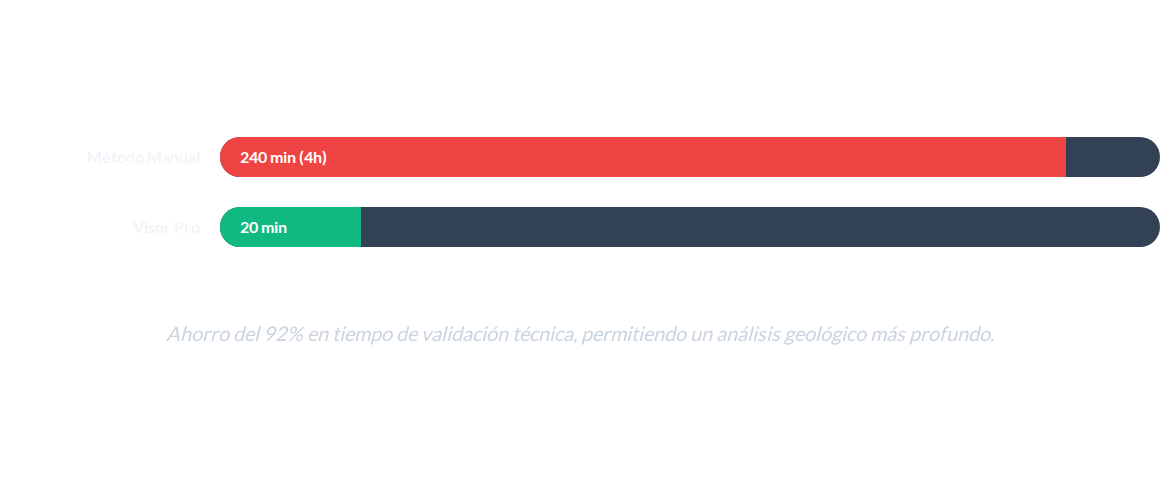 Método Manual
240 min (4h)
Visor Pro
20 min
Ahorro del 92% en tiempo de validación técnica, permitiendo un análisis geológico más profundo.